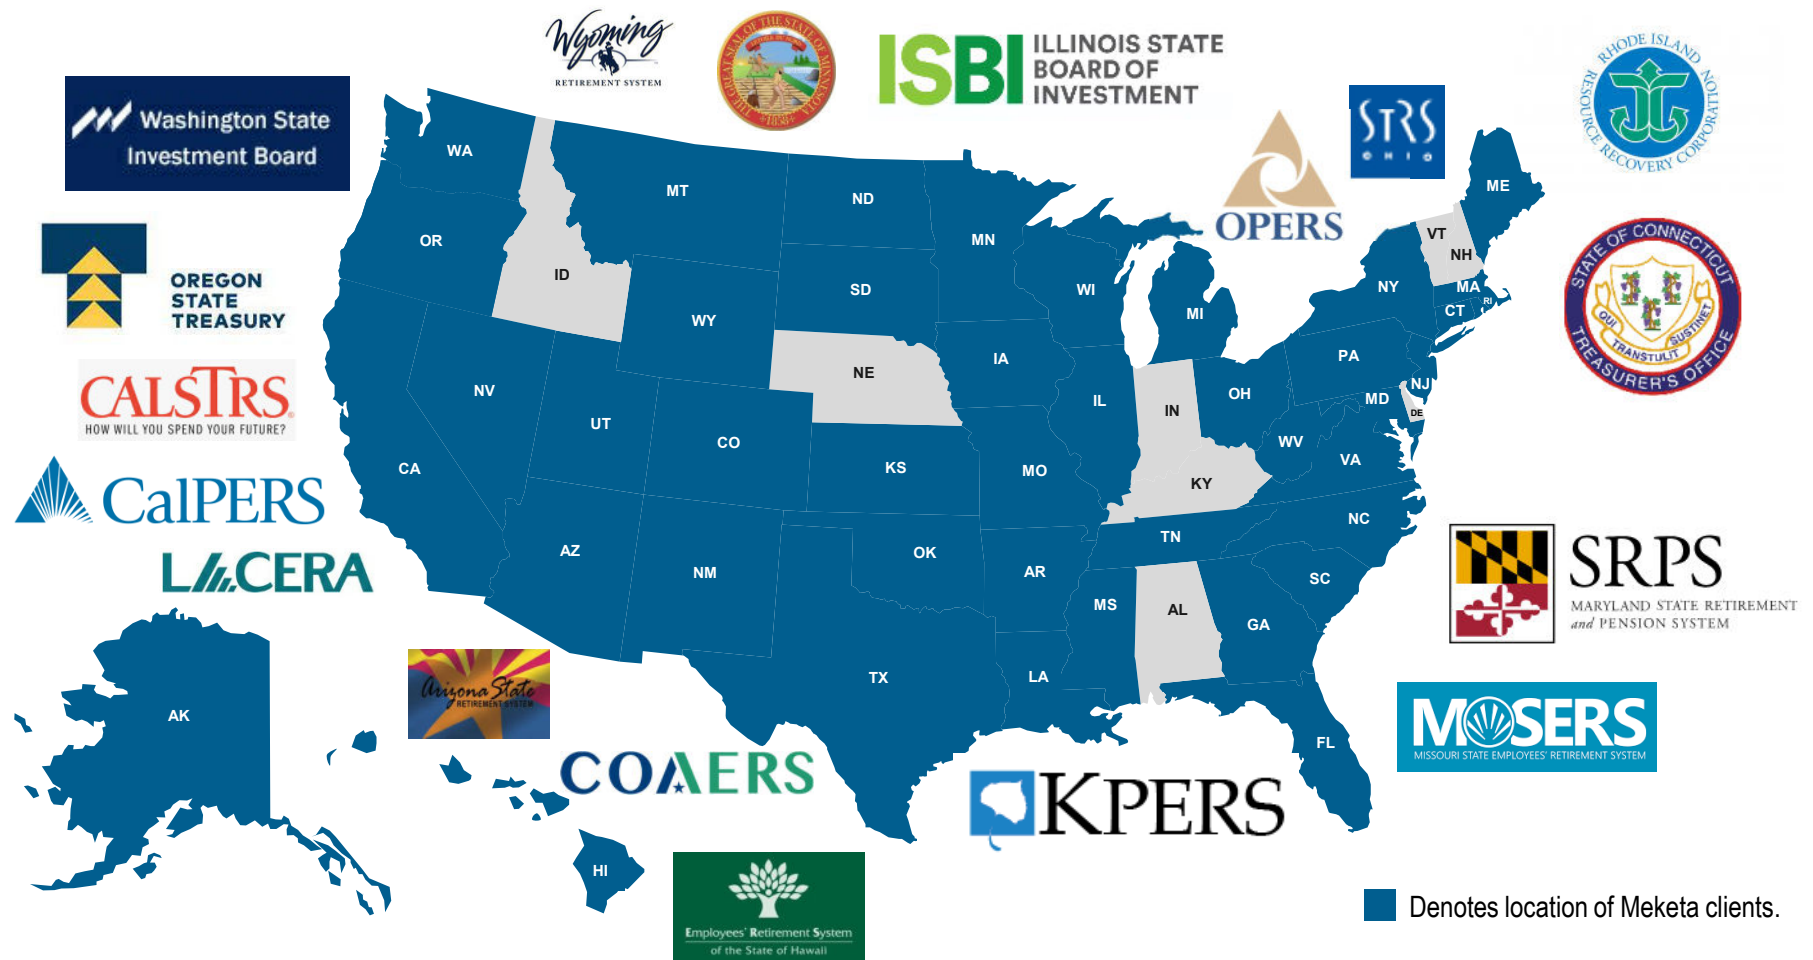 Wyoming
RETIREMENT SYSTEM
THE GREAT SEAL OF THE STATE OF MINNESOTA
1858
ISBI
ILLINOIS STATE
BOARD OF
INVESTMENT
RHODE ISLAND
RESOURCE RECOVERY CORPORATION
STRS
OHIO
OPERS
Washington State
Investment Board
STATE OF CONNECTICUT
QUI TRANSTULIT SUSTINET
TREASURER'S OFFICE
OREGON
STATE
TREASURY
CALSTRS
HOW WILL YOU SPEND YOUR FUTURE?
CalPERS
LACERA
WA
MT
ND
MN
ME
OR
ID
VT
NH
SD
WI
NY
MA
RI
WY
MI
CT
IA
PA
NE
NV
NJ
OH
MD
IL
IN
DE
UT
CO
WV
VA
CA
KS
MO
KY
NC
TN
AZ
OK
NM
AR
SC
MS
AL
GA
TX
LA
AK
FL
HI
SRPS
MARYLAND STATE RETIREMENT
and PENSION SYSTEM
Arizona State
RETIREMENT SYSTEM
MOSERS
MISSOURI STATE EMPLOYEES' RETIREMENT SYSTEM
COAERS
KPERS
Employees' Retirement System
of the State of Hawaii
Denotes location of Meketa clients.